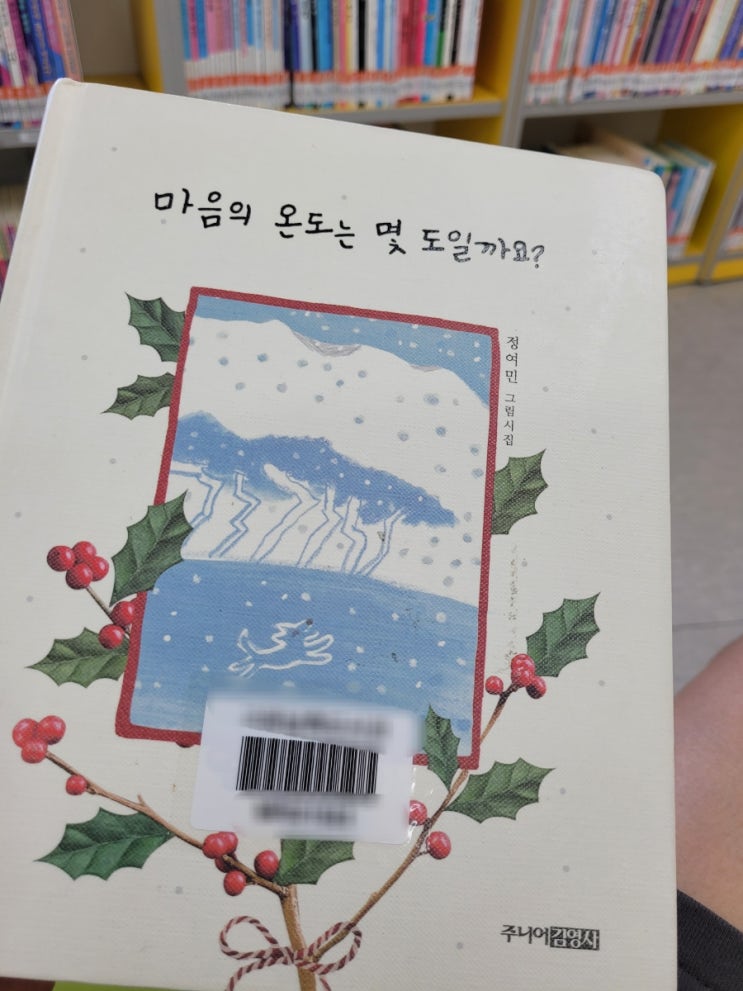 마음의 온도는 몇 도일까요?
정여민 그림시집
주니어김영사